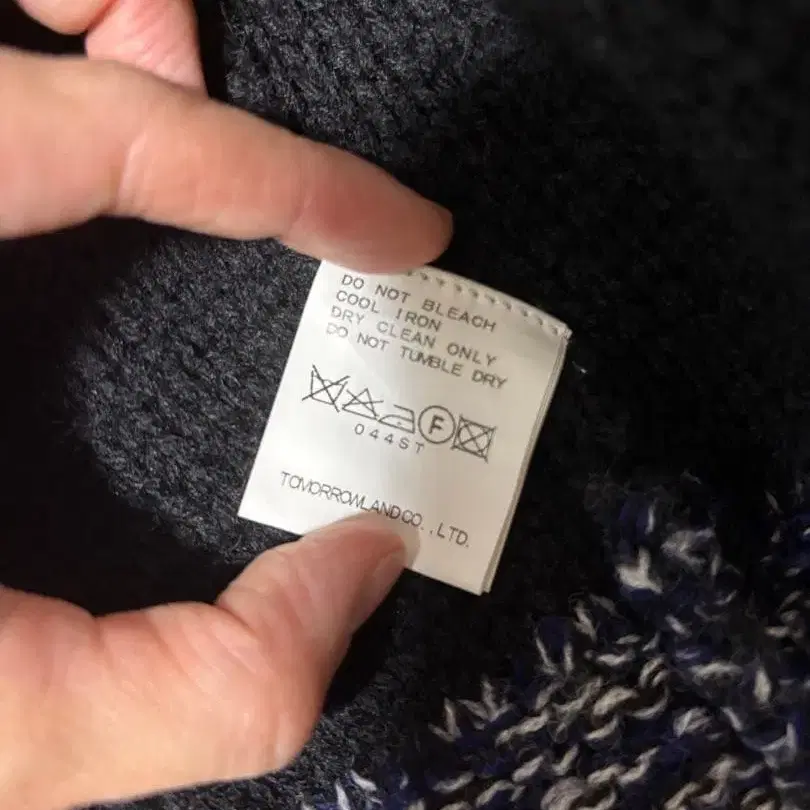 DO NOT BLEACH
COOL IRON
DRY CLEAN ONLY
DO NOT TUMBLE DRY
F
044ST
TOMORROWLAND CO., LTD.